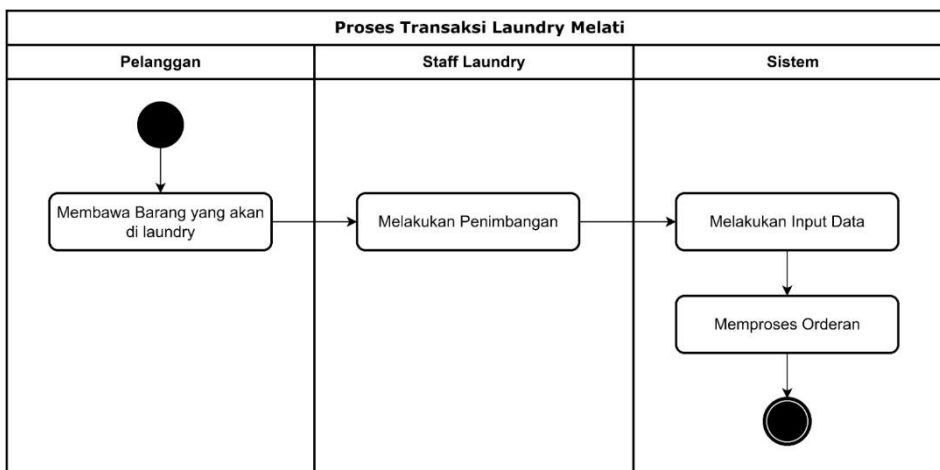 Proses Transaksi Laundry Melati
Pelanggan
Staff Laundry
Sistem
Membawa Barang yang akan
di laundry
Melakukan Penimbangan
Melakukan Input Data
Memproses Orderan